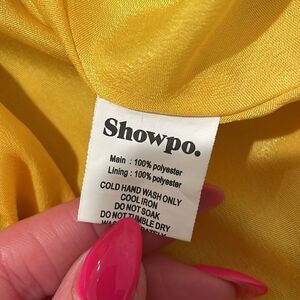 Showpo.
Main : 100% polyester
Lining : 100% polyester
COLD HAND WASH ONLY
COOL IRON
DO NOT SOAK
DO NOT TUMBLE DRY